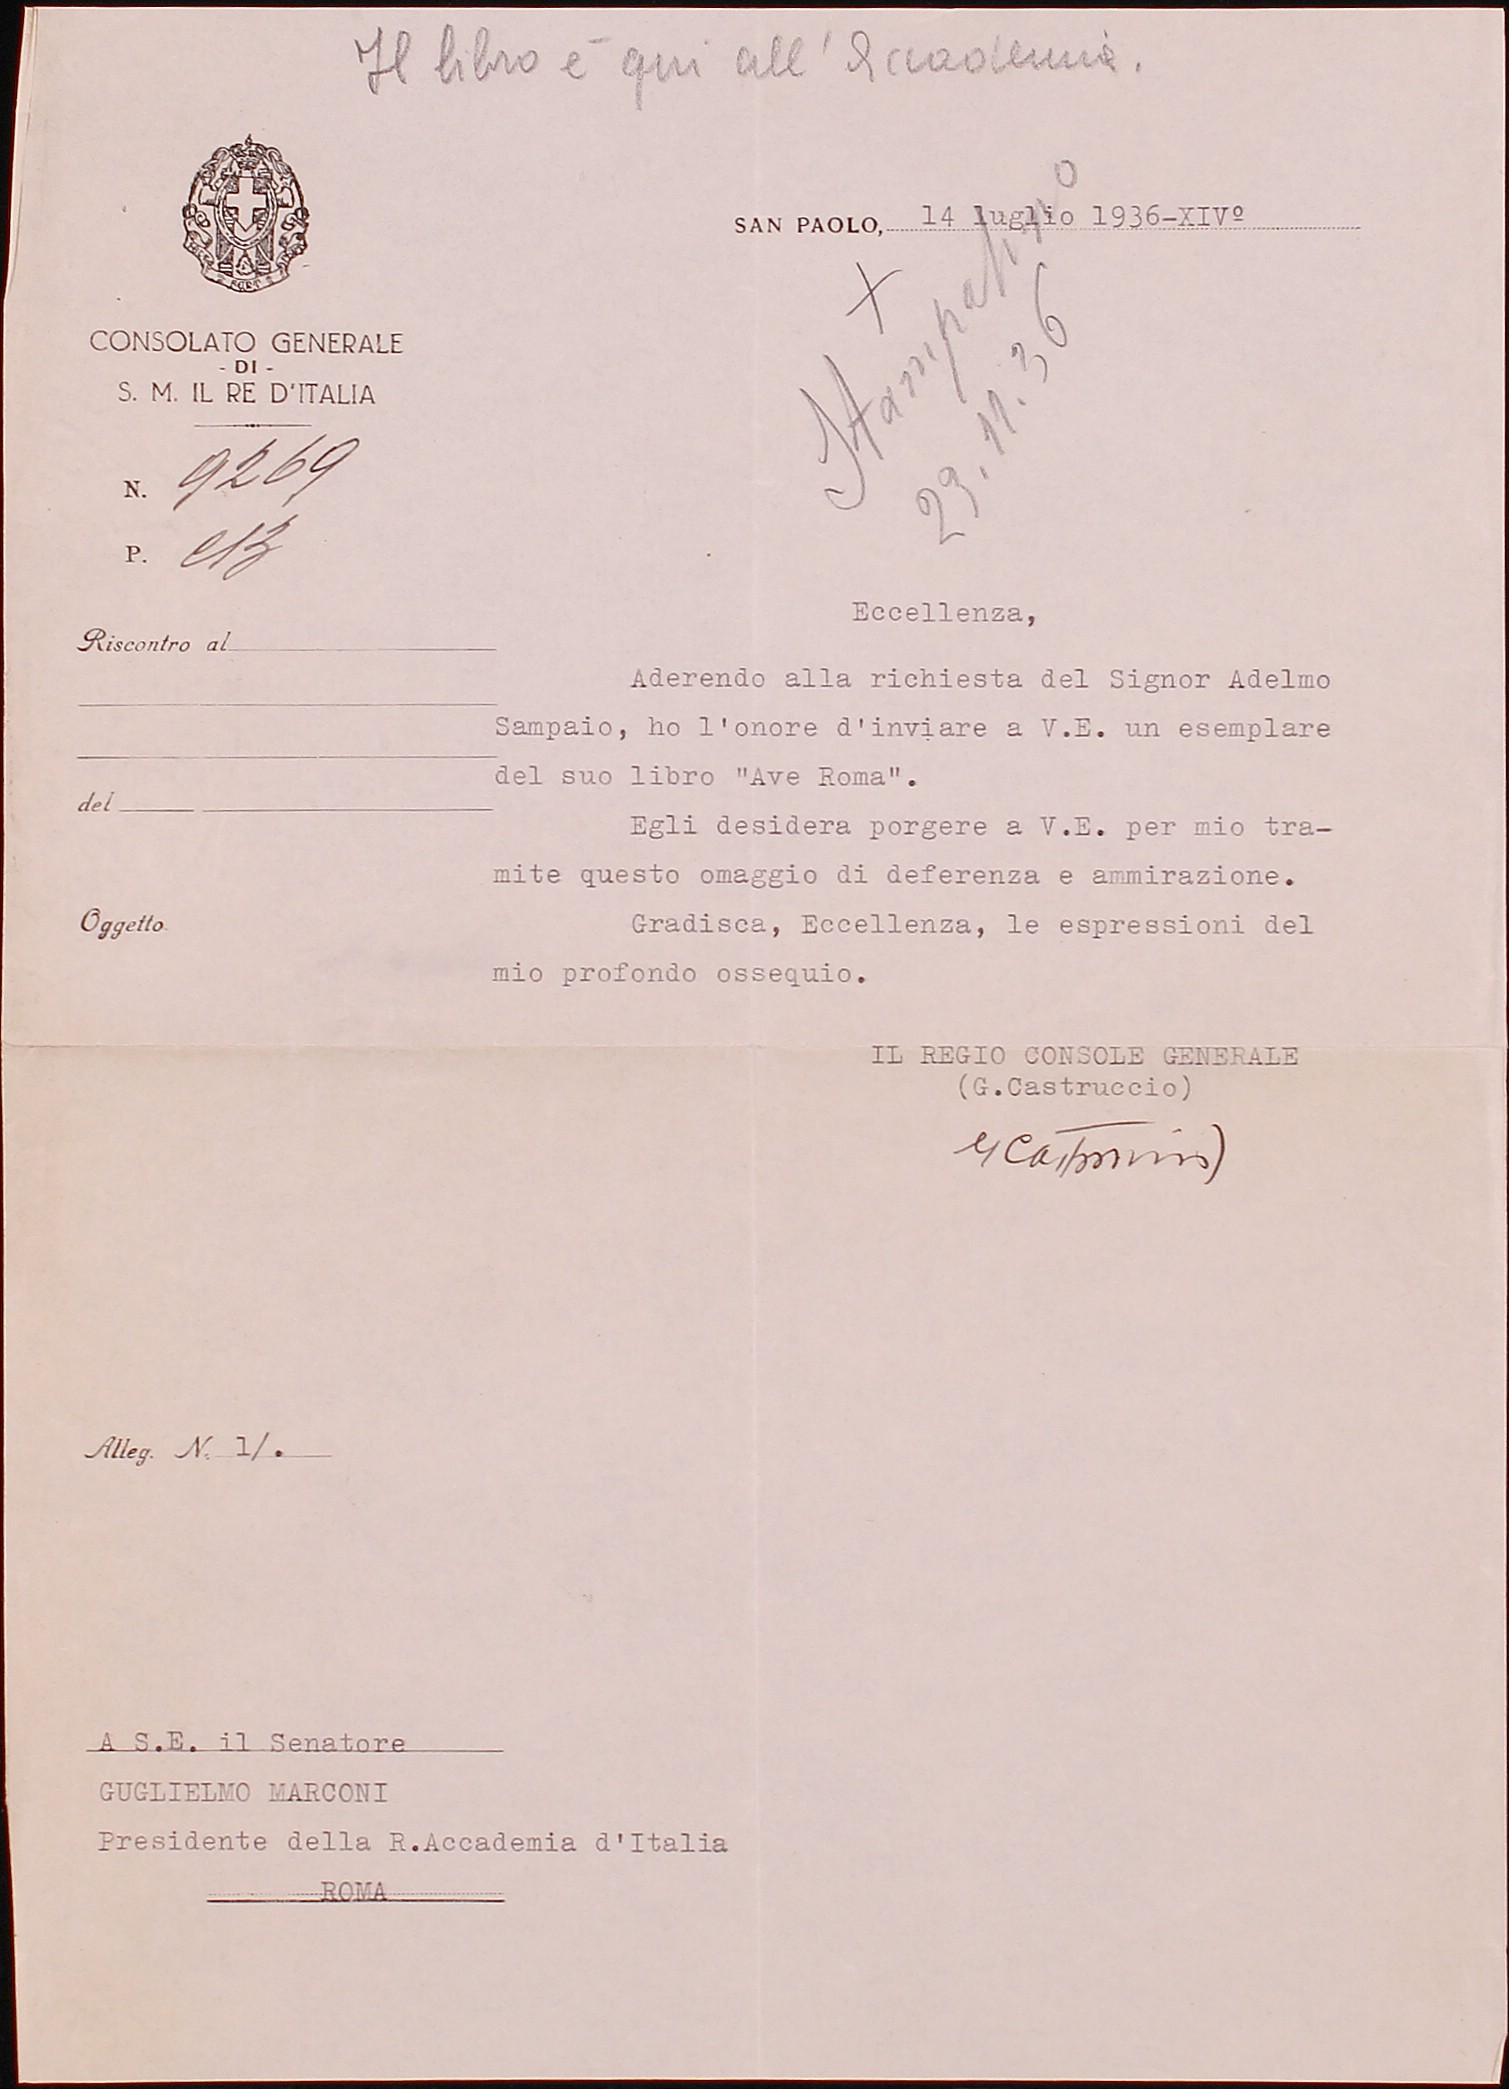 Il libro è qui all'Accademia.
SAN PAOLO, 14 luglio 1936-XIVº
Stampatino
23.11.36
FERT
CONSOLATO GENERALE
- DI -
S. M. IL RE D'ITALIA
N. 9269
P.
Riscontro al
del
Oggetto
Eccellenza,
Aderendo alla richiesta del Signor Adelmo
Sampaio, ho l'onore d'inviare a V.E. un esemplare
del suo libro "Ave Roma".
Egli desidera porgere a V.E. per mio tra-
mite questo omaggio di deferenza e ammirazione.
Gradisca, Eccellenza, le espressioni del
mio profondo ossequio.
IL REGIO CONSOLE GENERALE
(G.Castruccio)
GCastruccio
Alleg. N. 1/.
A S.E. il Senatore
GUGLIELMO MARCONI
Presidente della R.Accademia d'Italia
ROMA